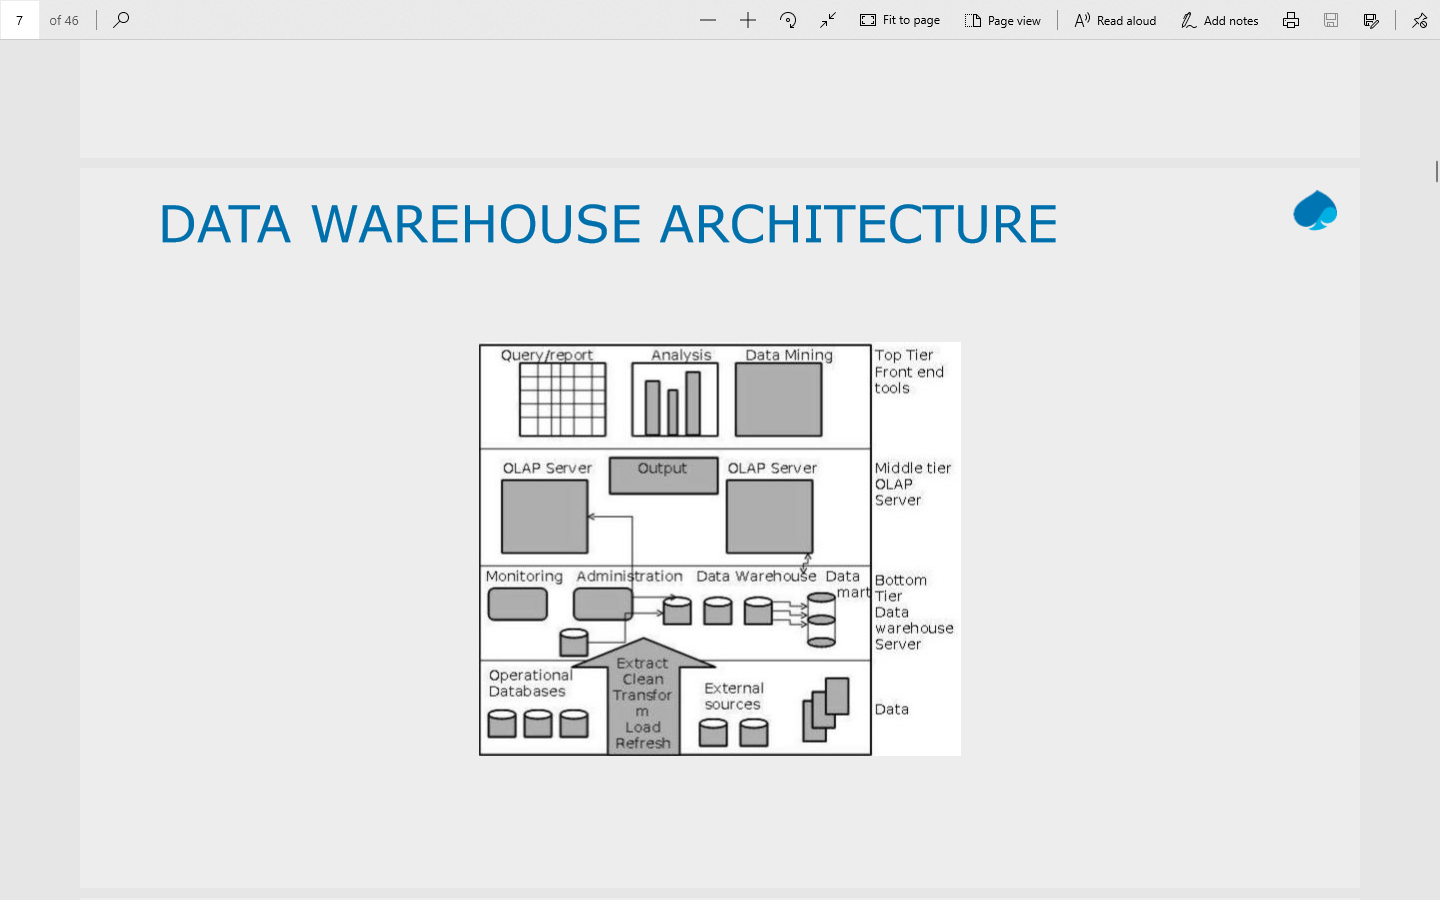 7 of 46 Fit to page Page view Read aloud Add notes
DATA WAREHOUSE ARCHITECTURE
Query/report Analysis Data Mining
Top Tier
Front end
tools
OLAP Server Output OLAP Server
Middle tier
OLAP
Server
Monitoring Administration Data Warehouse Data
mart
Bottom
Tier
Data
warehouse
Server
Operational
Databases
Extract
Clean
Transfor
m
Load
Refresh
External
sources
Data